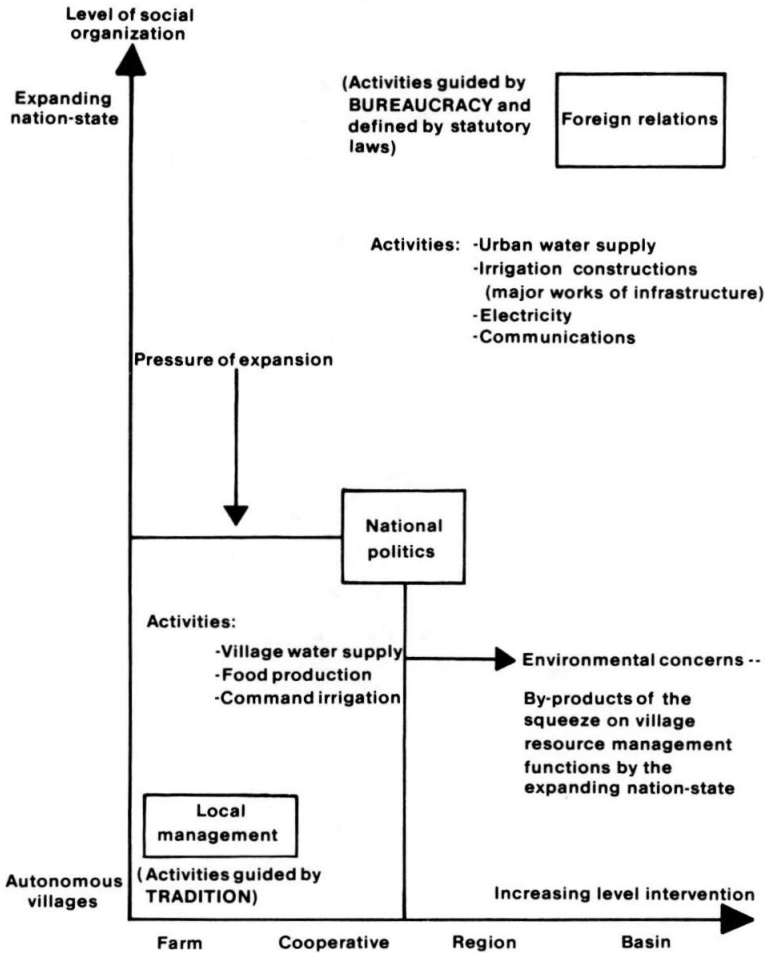 Level of social
organization
Expanding
nation-state
(Activities guided by
BUREAUCRACY and
defined by statutory
laws)
Foreign relations
Activities: -Urban water supply
-Irrigation constructions
(major works of infrastructure)
-Electricity
-Communications
Pressure of expansion
National
politics
Activities:
-Village water supply
-Food production
-Command irrigation
Environmental concerns --
By-products of the
squeeze on village
resource management
functions by the
expanding nation-state
Local
management
(Activities guided by
TRADITION)
Autonomous
villages
Increasing level intervention
Farm Cooperative Region Basin